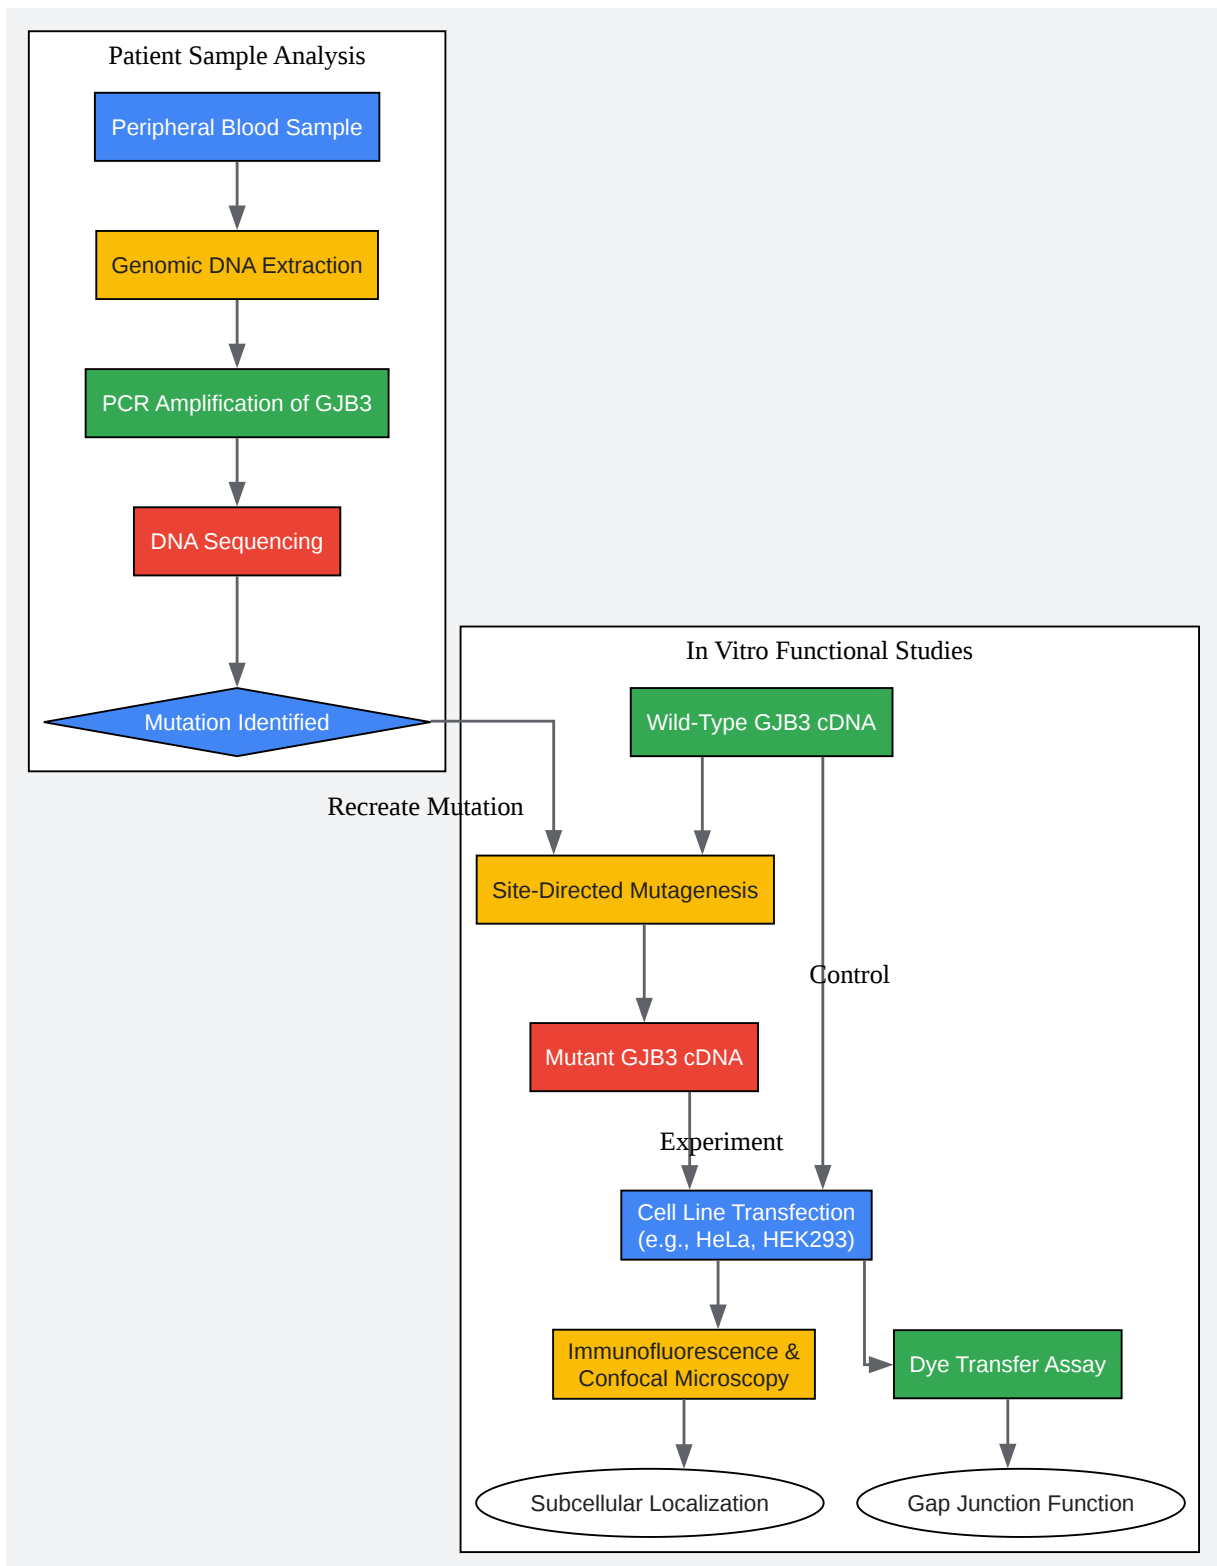 Patient Sample Analysis
Peripheral Blood Sample
Genomic DNA Extraction
PCR Amplification of GJB3
DNA Sequencing
Mutation Identified
In Vitro Functional Studies
Wild-Type GJB3 cDNA
Recreate Mutation
Site-Directed Mutagenesis
Control
Mutant GJB3 cDNA
Experiment
Cell Line Transfection
(e.g., HeLa, HEK293)
Immunofluorescence &
Confocal Microscopy
Dye Transfer Assay
Subcellular Localization
Gap Junction Function